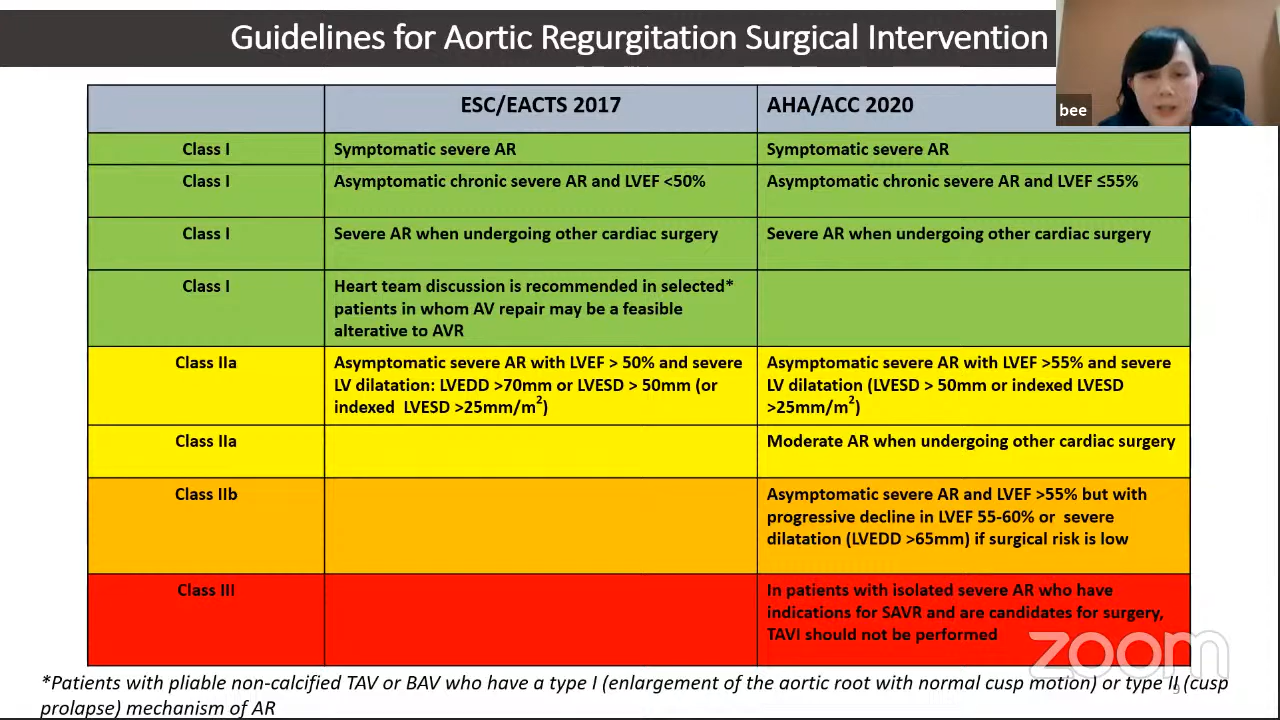 Guidelines for Aortic Regurgitation Surgical Intervention
bee
ESC/EACTS 2017
AHA/ACC 2020
Class I
Symptomatic severe AR
Symptomatic severe AR
Class I
Asymptomatic chronic severe AR and LVEF <50%
Asymptomatic chronic severe AR and LVEF ≤55%
Class I
Severe AR when undergoing other cardiac surgery
Severe AR when undergoing other cardiac surgery
Class I
Heart team discussion is recommended in selected*
patients in whom AV repair may be a feasible
alterative to AVR
Class IIa
Asymptomatic severe AR with LVEF > 50% and severe
LV dilatation: LVEDD >70mm or LVESD > 50mm (or
indexed LVESD >25mm/m²)
Asymptomatic severe AR with LVEF >55% and severe
LV dilatation (LVESD > 50mm or indexed LVESD
>25mm/m²)
Class IIa
Moderate AR when undergoing other cardiac surgery
Class IIb
Asymptomatic severe AR and LVEF >55% but with
progressive decline in LVEF 55-60% or severe
dilatation (LVEDD >65mm) if surgical risk is low
Class III
In patients with isolated severe AR who have
indications for SAVR and are candidates for surgery,
TAVI should not be performed
zoom
*Patients with pliable non-calcified TAV or BAV who have a type I (enlargement of the aortic root with normal cusp motion) or type II (cusp
prolapse) mechanism of AR